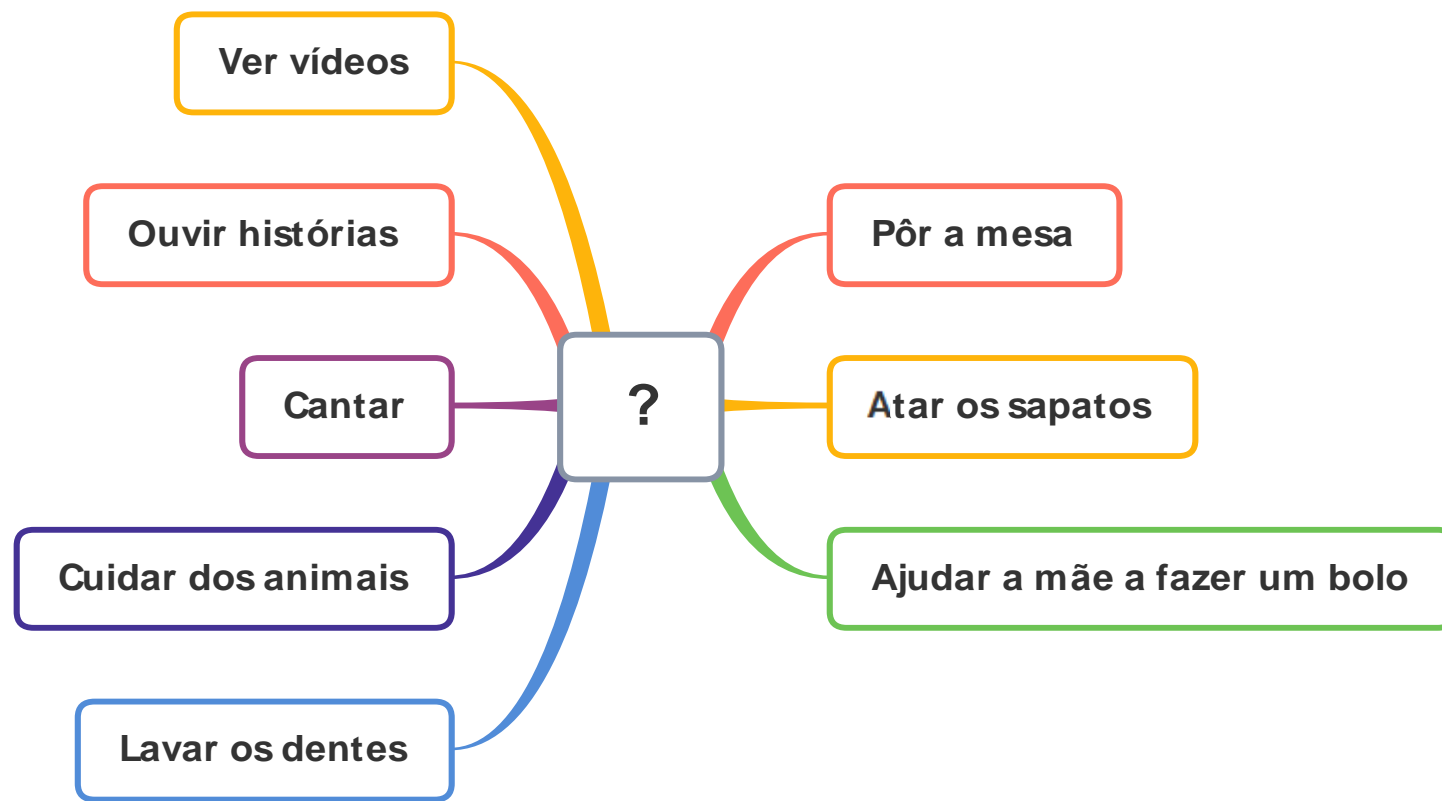 Ver vídeos
Ouvir histórias
Cantar
Cuidar dos animais
Lavar os dentes
?
Pôr a mesa
Atar os sapatos
Ajudar a mãe a fazer um bolo